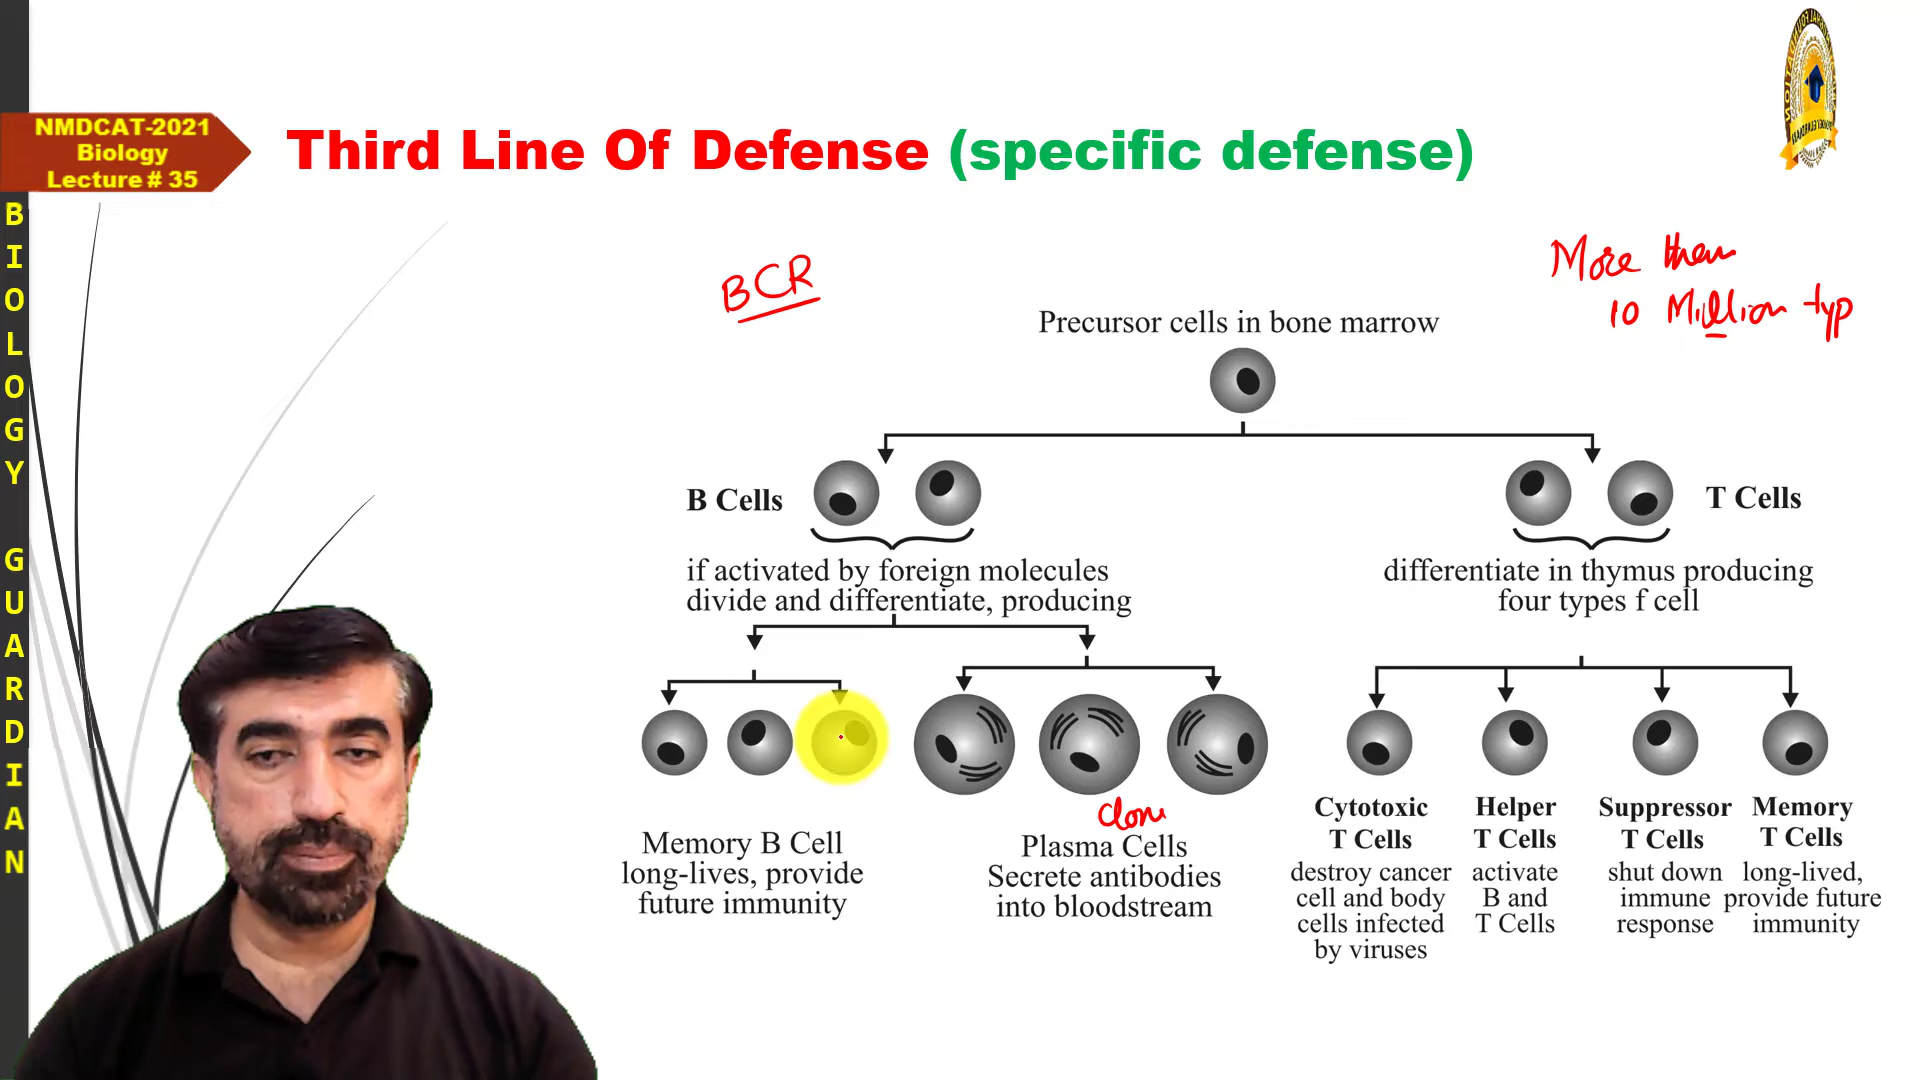 NMDCAT-2021
Biology
Lecture # 35
BIOLOGY GUARDIAN
Third Line Of Defense (specific defense)
BCR
More than
10 Million typ
Precursor cells in bone marrow
B Cells
T Cells
if activated by foreign molecules
divide and differentiate, producing
differentiate in thymus producing
four types f cell
Clone
Memory B Cell
long-lives, provide
future immunity
Plasma Cells
Secrete antibodies
into bloodstream
Cytotoxic
T Cells
destroy cancer
cell and body
cells infected
by viruses
Helper
T Cells
activate
B and
T Cells
Suppressor
T Cells
shut down
immune
response
Memory
T Cells
long-lived,
provide future
immunity